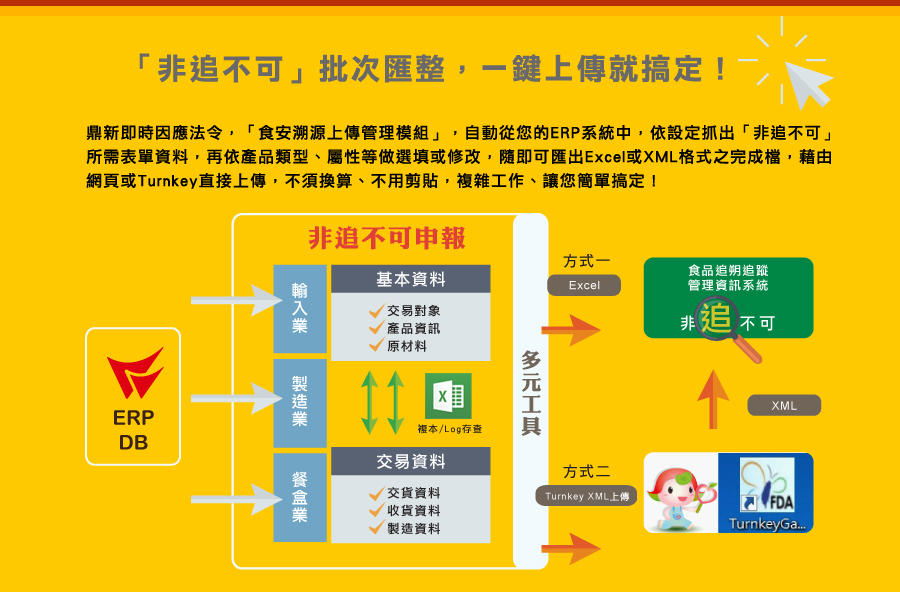 「非追不可」批次匯整，一鍵上傳就搞定！
鼎新即時因應法令，「食安溯源上傳管理模組」，自動從您的ERP系統中，依設定抓出「非追不可」
所需表單資料，再依產品類型、屬性等做選填或修改，隨即可匯出Excel或XML格式之完成檔，藉由
網頁或Turnkey直接上傳，不須換算、不用剪貼，複雜工作、讓您簡單搞定！
ERP
DB
非追不可申報
輸入業
製造業
餐盒業
基本資料
交易對象
產品資訊
原材料
X
複本/Log存查
交易資料
交貨資料
收貨資料
製造資料
多元工具
方式一
Excel
食品追朔追蹤
管理資訊系統
非追不可
XML
方式二
Turnkey XML上傳
FDA
TurnkeyGa...